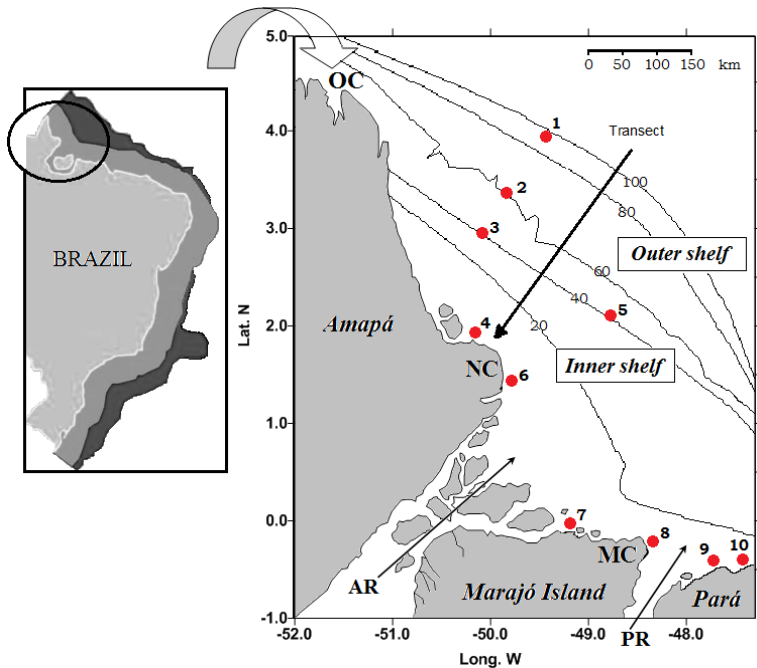 5.0
OC
0 50 100 150 km
4.0
1
Transect
2
100
80
BRAZIL
3
3.0
Outer shelf
60
Lat. N
Amapá
40
5
4
20
2.0
NC
Inner shelf
6
1.0
7
0.0
8
MC
9
10
AR
Marajó Island
Pará
-1.0
PR
-52.0 -51.0 -50.0 -49.0 -48.0
Long. W